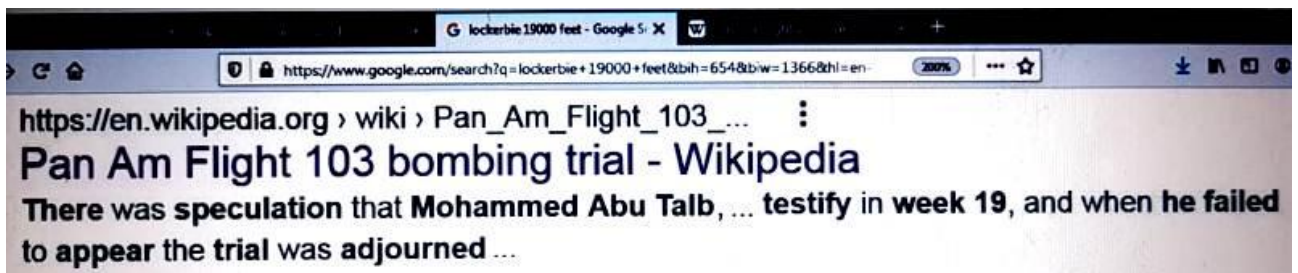 G lockerbie 19000 feet - Google S
W
https://www.google.com/search?q=lockerbie+19000+feet&bih=654&biw=1366&hl=en-
200%
https://en.wikipedia.org › wiki › Pan_Am_Flight_103_...
Pan Am Flight 103 bombing trial - Wikipedia
There was speculation that Mohammed Abu Talb, ... testify in week 19, and when he failed
to appear the trial was adjourned ...